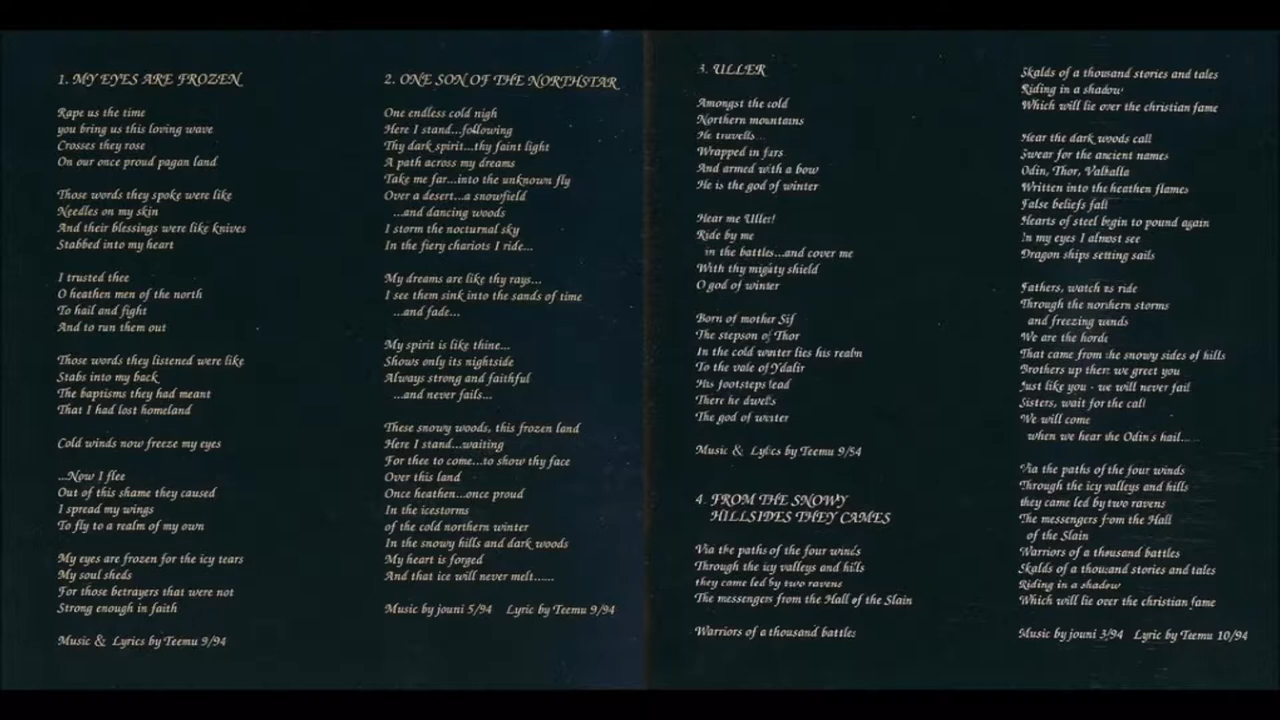 1. MY EYES ARE FROZEN
Rape us the time
you bring us this loving wave
Crosses they rose
On our once proud pagan land
Those words they spoke were like
Needles on my skin
And their blessings were like knives
Stabbed into my heart
I trusted thee
O heathen men of the north
To hail and fight
And to run them out
Those words they listened were like
Stabs into my back
The baptisms they had meant
That I had lost homeland
Cold winds now freeze my eyes
...Now I flee
Out of this shame they caused
I spread my wings
To fly to a realm of my own
My eyes are frozen for the icy tears
My soul sheds
For those betrayers that were not
Strong enough in faith
Music & Lyrics by Teemu 9/94
2. ONE SON OF THE NORTHSTAR
One endless cold nigh
Here I stand...following
Thy dark spirit...thy faint light
A path across my dreams
Take me far...into the unknown fly
Over a desert...a snowfield
...and dancing woods
I storm the nocturnal sky
In the fiery chariots I ride...
My dreams are like thy rays...
I see them sink into the sands of time
...and fade...
My spirit is like thine...
Shows only its nightside
Always strong and faithful
...and never fails...
These snowy woods, this frozen land
Here I stand...waiting
For thee to come...to show thy face
Over this land
Once heathen...once proud
In the icestorms
of the cold northern winter
In the snowy hills and dark woods
My heart is forged
And that ice will never melt......
Music by jouni 5/94 Lyric by Teemu 9/94
3. ULLER
Amongst the cold
Northern mountains
He travells...
Wrapped in furs
And armed with a bow
He is the god of winter
Hear me Uller!
Ride by me
in the battles...and cover me
With thy migaty shield
O god of winter
Born of mother Sif
The stepson of Thor
In the cold winter lies his realm
To the vale of Ydalir
His footsteps lead
There he dwells
The god of winter
Music & Lyrics by Teemu 9/94
4. FROM THE SNOWY
HILLSIDES THEY CAMES
Via the paths of the four winds
Through the icy valleys and hills
they came led by two ravens
The messengers from the Hall of the Slain
Warriors of a thousand battles
Skalds of a thousand stories and tales
Riding in a shadow
Which will lie over the christian fame
Hear the dark woods call
Swear for the ancient names
Odin, Thor, Valhalla
Written into the heathen flames
False beliefs fall
Hearts of steel begin to pound again
In my eyes I almost see
Dragon ships setting sails
Fathers, watch us ride
Through the northern storms
and freezing winds
We are the horde
That came from the snowy sides of hills
Brothers up there we greet you
Just like you - we will never fail
Sisters, wait for the call
We will come
when we hear the Odin's hail.....
Via the paths of the four winds
Through the icy valleys and hills
they came led by two ravens
The messengers from the Hall
of the Slain
Warriors of a thousand battles
Skalds of a thousand stories and tales
Riding in a shadow
Which will lie over the christian fame
Music by jouni 3/94 Lyric by Teemu 10/94